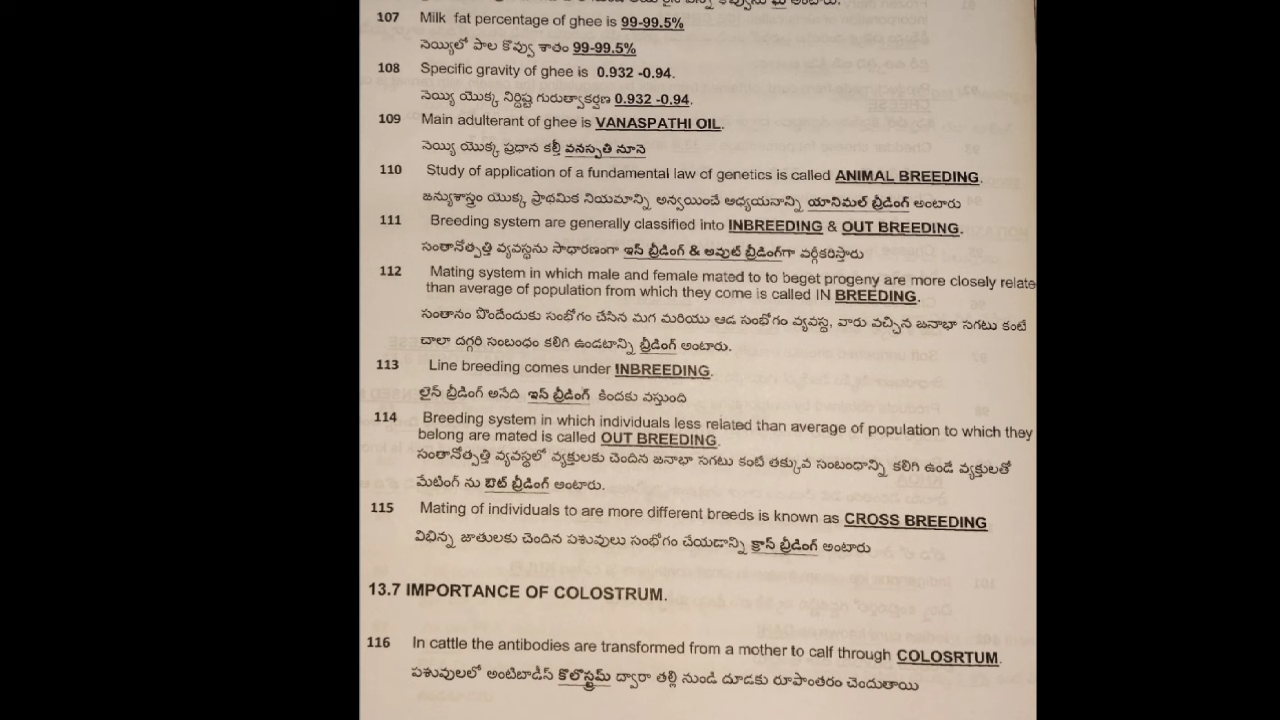 107 Milk fat percentage of ghee is 99-99.5%
నెయ్యిలో పాల కొవ్వు శాతం 99-99.5%
108 Specific gravity of ghee is 0.932 -0.94.
నెయ్యి యొక్క నిర్దిష్ట గురుత్వాకర్షణ 0.932 -0.94.
109 Main adulterant of ghee is VANASPATHI OIL.
నెయ్యి యొక్క ప్రధాన కల్తీ వనస్పతి నూనె
110 Study of application of a fundamental law of genetics is called ANIMAL BREEDING.
జన్యుశాస్త్రం యొక్క ప్రాథమిక నియమాన్ని అన్వయించే అధ్యయనాన్ని యానిమల్ బ్రీడింగ్ అంటారు
111 Breeding system are generally classified into INBREEDING & OUT BREEDING.
సంతానోత్పత్తి వ్యవస్థను సాధారణంగా ఇన్ బ్రీడింగ్ & అవుట్ బ్రీడింగ్‌గా వర్గీకరిస్తారు
112 Mating system in which male and female mated to to beget progeny are more closely relate
than average of population from which they come is called IN BREEDING.
సంతానం పొందేందుకు సంభోగం చేసిన మగ మరియు ఆడ సంభోగం వ్యవస్థ, వారు వచ్చిన జనాభా సగటు కంటే
చాలా దగ్గరి సంబంధం కలిగి ఉండటాన్ని బ్రీడింగ్ అంటారు.
113 Line breeding comes under INBREEDING.
లైన్ బ్రీడింగ్ అనేది ఇన్ బ్రీడింగ్ కిందకు వస్తుంది
114 Breeding system in which individuals less related than average of population to which they
belong are mated is called OUT BREEDING.
సంతానోత్పత్తి వ్యవస్థలో వ్యక్తులకు చెందిన జనాభా సగటు కంటే తక్కువ సంబంధాన్ని కలిగి ఉండే వ్యక్తులతో
మేటింగ్ ను ఔట్ బ్రీడింగ్ అంటారు.
115 Mating of individuals to are more different breeds is known as CROSS BREEDING
విభిన్న జాతులకు చెందిన పశువులు సంభోగం చేయడాన్ని క్రాస్ బ్రీడింగ్ అంటారు
13.7 IMPORTANCE OF COLOSTRUM.
116 In cattle the antibodies are transformed from a mother to calf through COLOSRTUM.
పశువులలో అంటిబాడీస్ కొలొస్ట్రమ్ ద్వారా తల్లి నుండి దూడకు రూపాంతరం చెందుతాయి